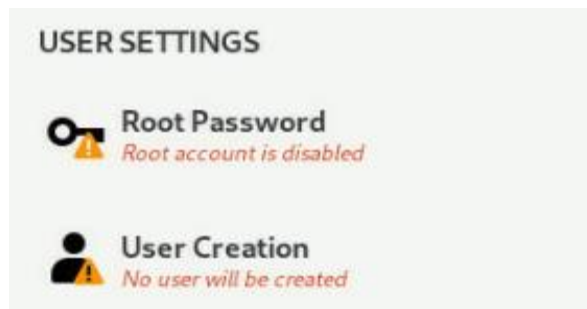 USER SETTINGS
Root Password
Root account is disabled
User Creation
No user will be created